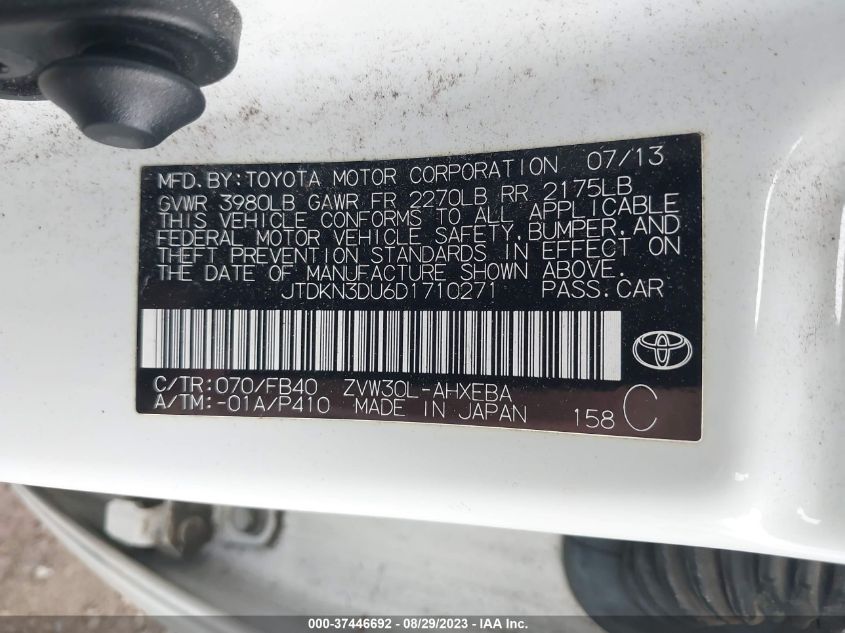 MFD. BY: TOYOTA MOTOR CORPORATION 07/13
GVWR 3980LB GAWR FR 2270LB RR 2175LB
THIS VEHICLE CONFORMS TO ALL APPLICABLE
FEDERAL MOTOR VEHICLE SAFETY, BUMPER, AND
THEFT PREVENTION STANDARDS IN EFFECT ON
THE DATE OF MANUFACTURE SHOWN ABOVE.
JTDKN3DU6D1710271 PASS. CAR
C/TR: 070/FB40 ZVW30L-AHXEBA
A/TM: -01A/P410 MADE IN JAPAN 158 C
000-37446692 - 08/29/2023 - © IAA Inc.